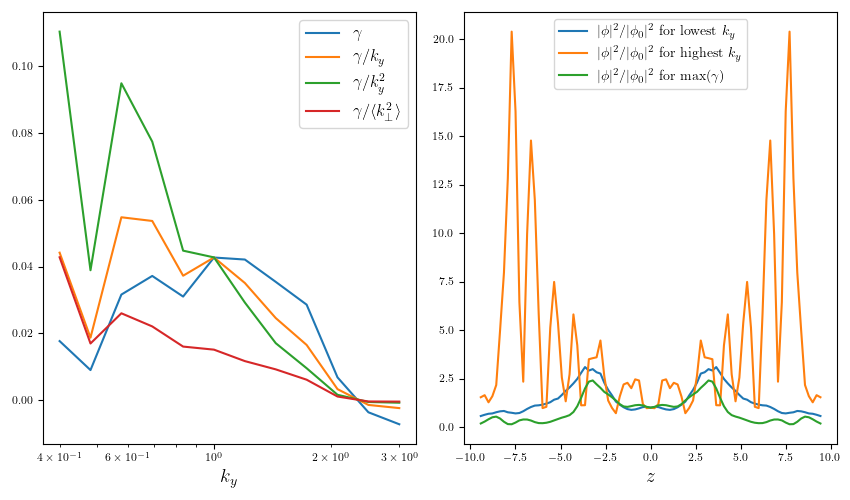 γ
γ/k_y
γ/k_y^2
γ/⟨k_⊥^2⟩
0.10
0.08
0.06
0.04
0.02
0.00
4 × 10^{-1}
6 × 10^{-1}
10^0
2 × 10^0
3 × 10^0
k_y
|ϕ|^2/|ϕ_0|^2 for lowest k_y
|ϕ|^2/|ϕ_0|^2 for highest k_y
|ϕ|^2/|ϕ_0|^2 for max(γ)
20.0
17.5
15.0
12.5
10.0
7.5
5.0
2.5
0.0
−10.0
−7.5
−5.0
−2.5
0.0
2.5
5.0
7.5
10.0
z